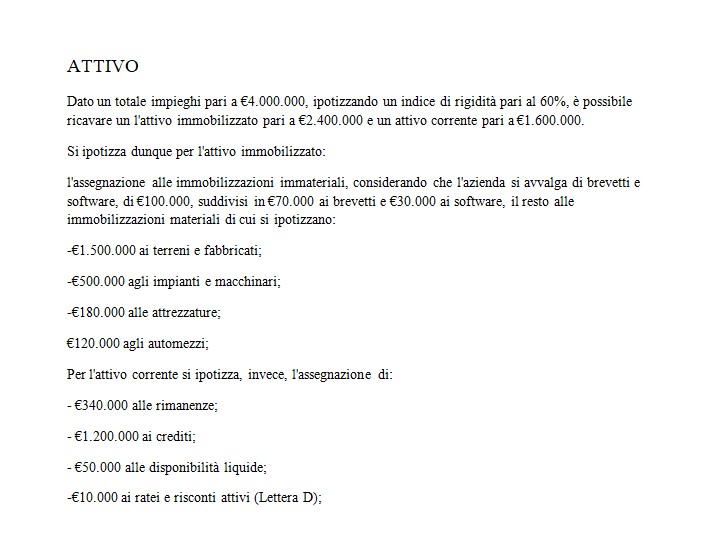 ATTIVO
Dato un totale impieghi pari a €4.000.000, ipotizzando un indice di rigidità pari al 60%, è possibile
ricavare un l'attivo immobilizzato pari a €2.400.000 e un attivo corrente pari a €1.600.000.
Si ipotizza dunque per l'attivo immobilizzato:
l'assegnazione alle immobilizzazioni immateriali, considerando che l'azienda si avvalga di brevetti e
software, di €100.000, suddivisi in €70.000 ai brevetti e €30.000 ai software, il resto alle
immobilizzazioni materiali di cui si ipotizzano:
-€1.500.000 ai terreni e fabbricati;
-€500.000 agli impianti e macchinari;
-€180.000 alle attrezzature;
€120.000 agli automezzi;
Per l'attivo corrente si ipotizza, invece, l'assegnazione di:
- €340.000 alle rimanenze;
- €1.200.000 ai crediti;
- €50.000 alle disponibilità liquide;
-€10.000 ai ratei e risconti attivi (Lettera D);